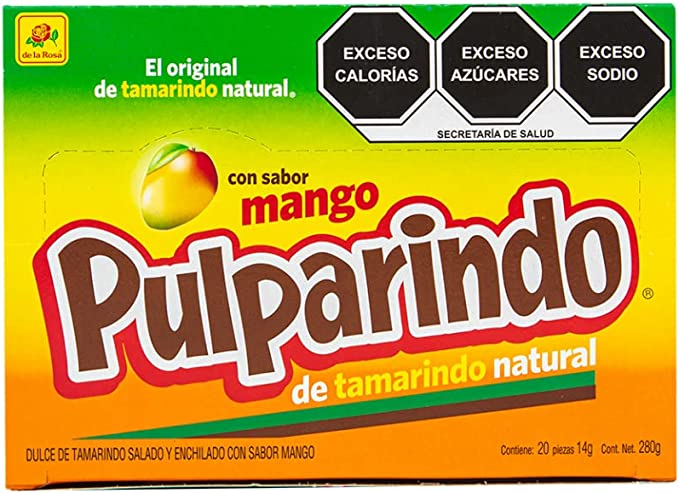 de la Rosa®
EXCESO
CALORÍAS
EXCESO
AZÚCARES
EXCESO
SODIO
SECRETARÍA DE SALUD
El original
de tamarindo natural®
con sabor
mango
Pulparindo®
de tamarindo natural
DULCE DE TAMARINDO SALADO Y ENCHILADO CON SABOR MANGO
Contiene: 20 piezas 14g Cont. Net. 280g